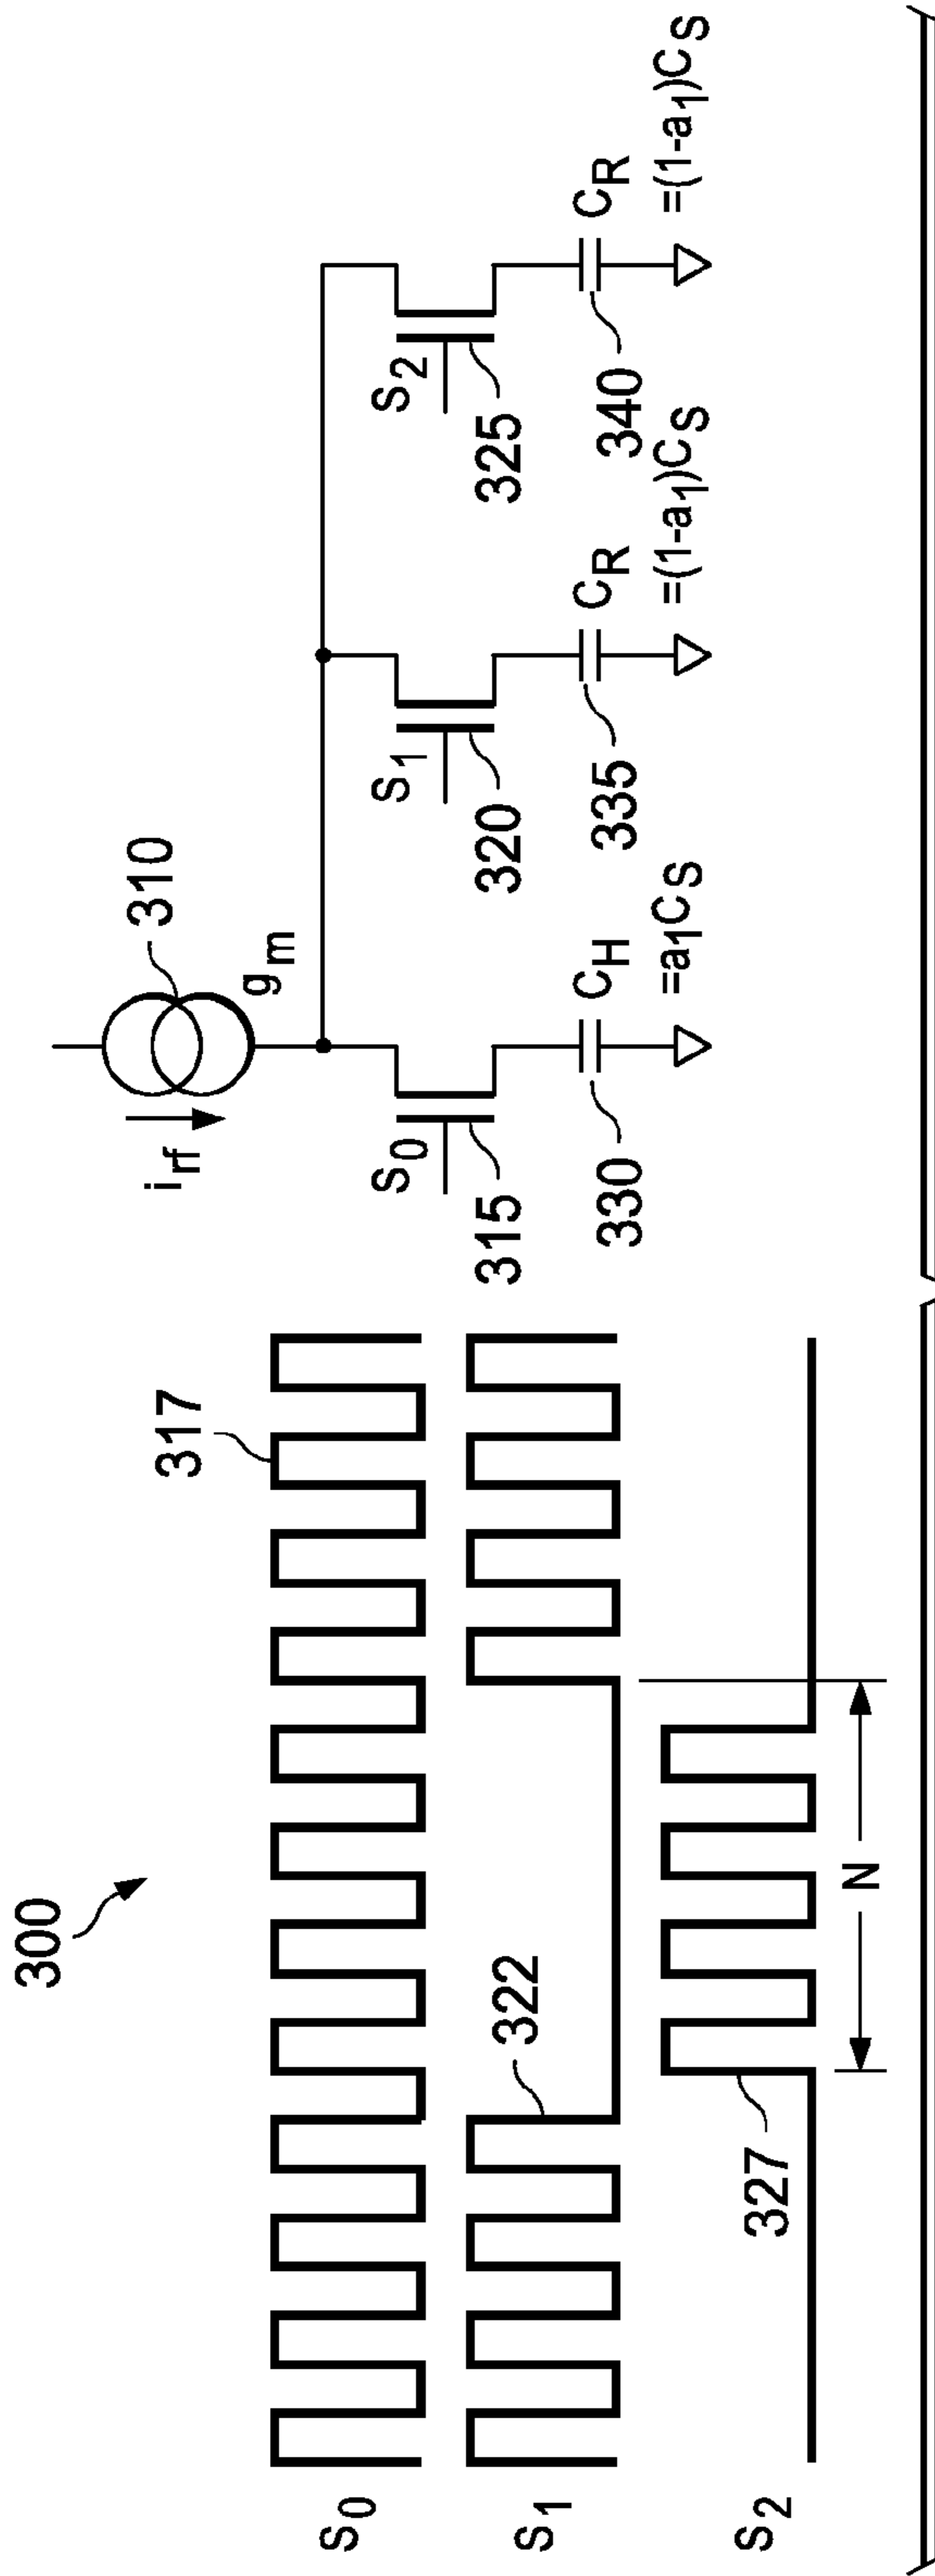 300
S0
317
S1
322
S2
327
N
irf
310
gm
S0
315
S1
320
S2
325
330
CH
=a1CS
335
CR
=(1-a1)CS
340
CR
=(1-a1)CS